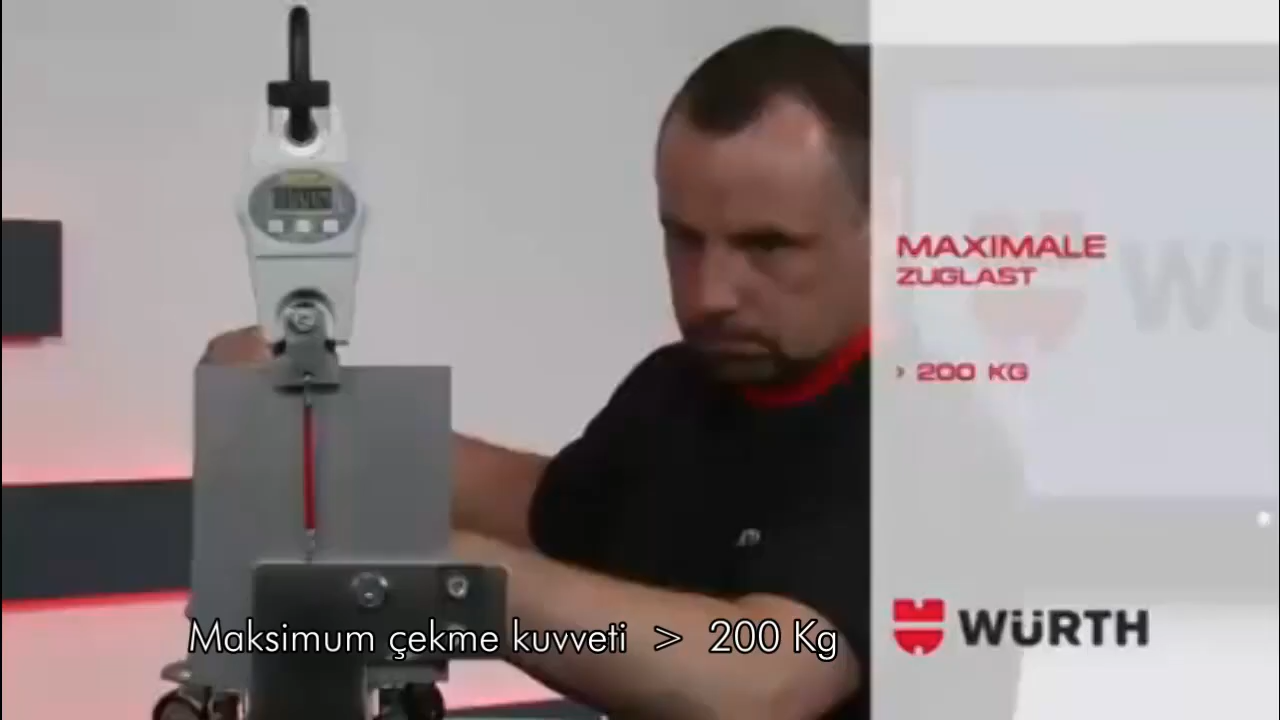 MAXIMALE
ZUGLAST
› 200 KG
WÜRTH
Maksimum çekme kuvveti > 200 Kg